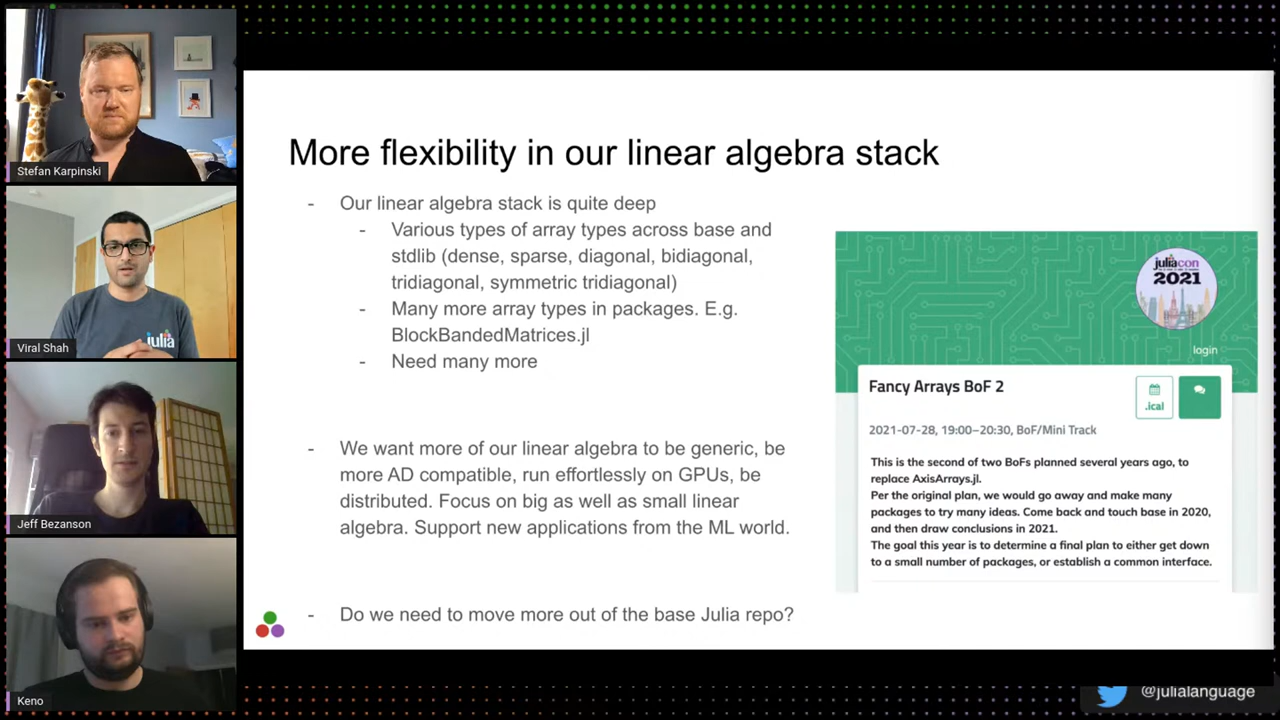 Stefan Karpinski
Viral Shah
julia
Jeff Bezanson
Keno
More flexibility in our linear algebra stack
- Our linear algebra stack is quite deep
- Various types of array types across base and
stdlib (dense, sparse, diagonal, bidiagonal,
tridiagonal, symmetric tridiagonal)
- Many more array types in packages. E.g.
BlockBandedMatrices.jl
- Need many more
- We want more of our linear algebra to be generic, be
more AD compatible, run effortlessly on GPUs, be
distributed. Focus on big as well as small linear
algebra. Support new applications from the ML world.
- Do we need to move more out of the base Julia repo?
juliacon
2021
login
Fancy Arrays BoF 2
.ical
2021-07-28, 19:00–20:30, BoF/Mini Track
This is the second of two BoFs planned several years ago, to
replace AxisArrays.jl.
Per the original plan, we would go away and make many
packages to try many ideas. Come back and touch base in 2020,
and then draw conclusions in 2021.
The goal this year is to determine a final plan to either get down
to a small number of packages, or establish a common interface.
@julialanguage